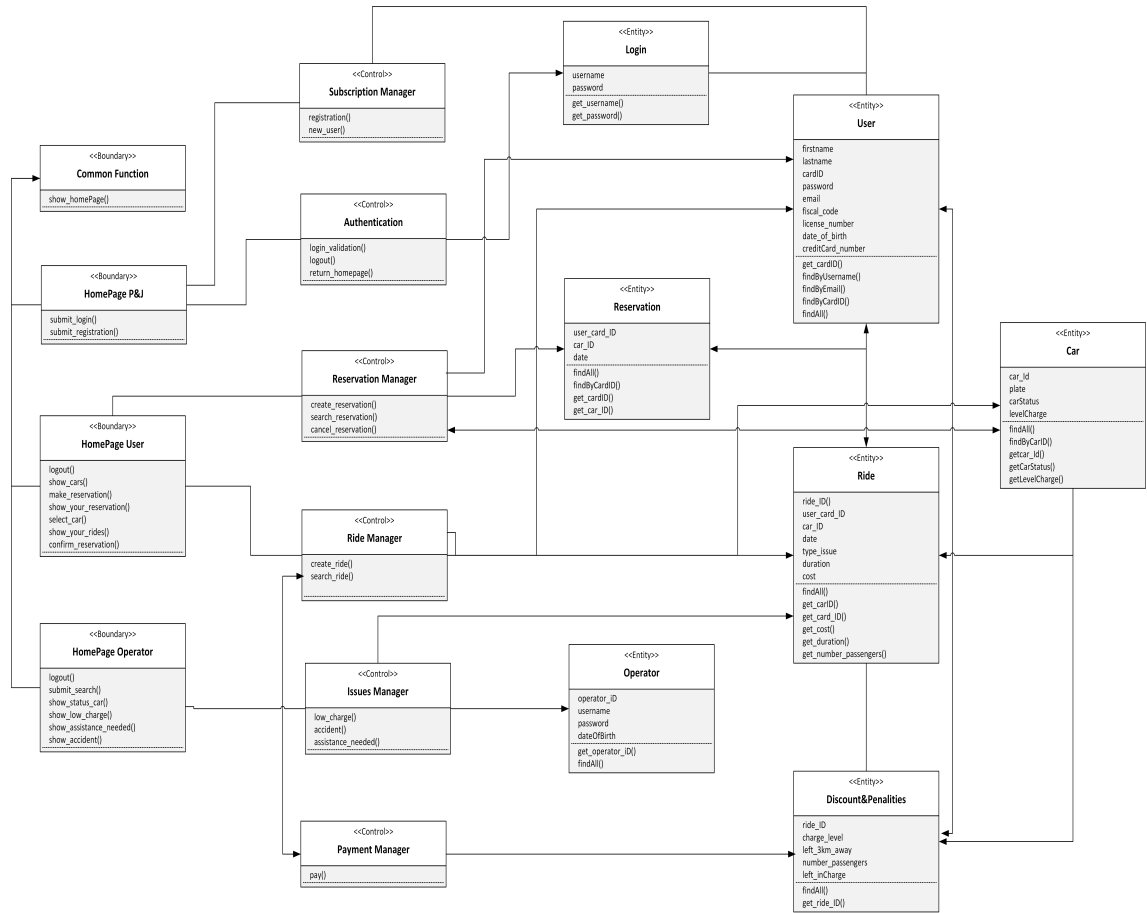 <<Control>>
Subscription Manager
registration()
new_user()
<<Entity>>
Login
username
password
get_username()
get_password()
<<Entity>>
User
firstname
lastname
cardID
password
email
fiscal_code
license_number
date_of_birth
creditCard_number
get_cardID()
findByUsername()
findByEmail()
findByCardID()
findAll()
<<Boundary>>
Common Function
show_homePage()
<<Control>>
Authentication
login_validation()
logout()
return_homepage()
<<Boundary>>
HomePage P&J
submit_login()
submit_registration()
<<Entity>>
Reservation
user_card_ID
car_ID
date
findAll()
findByCardID()
get_cardID()
get_car_ID()
<<Entity>>
Car
car_Id
plate
carStatus
levelCharge
findAll()
findByCarID()
getcar_Id()
getCarStatus()
getLevelCharge()
<<Control>>
Reservation Manager
create_reservation()
search_reservation()
cancel_reservation()
<<Boundary>>
HomePage User
logout()
show_cars()
make_reservation()
show_your_reservation()
select_car()
show_your_rides()
confirm_reservation()
<<Entity>>
Ride
ride_ID()
user_card_ID
car_ID
date
type_issue
duration
cost
findAll()
get_carID()
get_card_ID()
get_cost()
get_duration()
get_number_passengers()
<<Control>>
Ride Manager
create_ride()
search_ride()
<<Boundary>>
HomePage Operator
logout()
submit_search()
show_status_car()
show_low_charge()
show_assistance_needed()
show_accident()
<<Control>>
Issues Manager
low_charge()
accident()
assistance_needed()
<<Entity>>
Operator
operator_iD
username
password
dateOfBirth
get_operator_iD()
findAll()
<<Entity>>
Discount&Penalities
ride_ID
charge_level
left_3km_away
number_passengers
left_inCharge
findAll()
get_ride_ID()
<<Control>>
Payment Manager
pay()